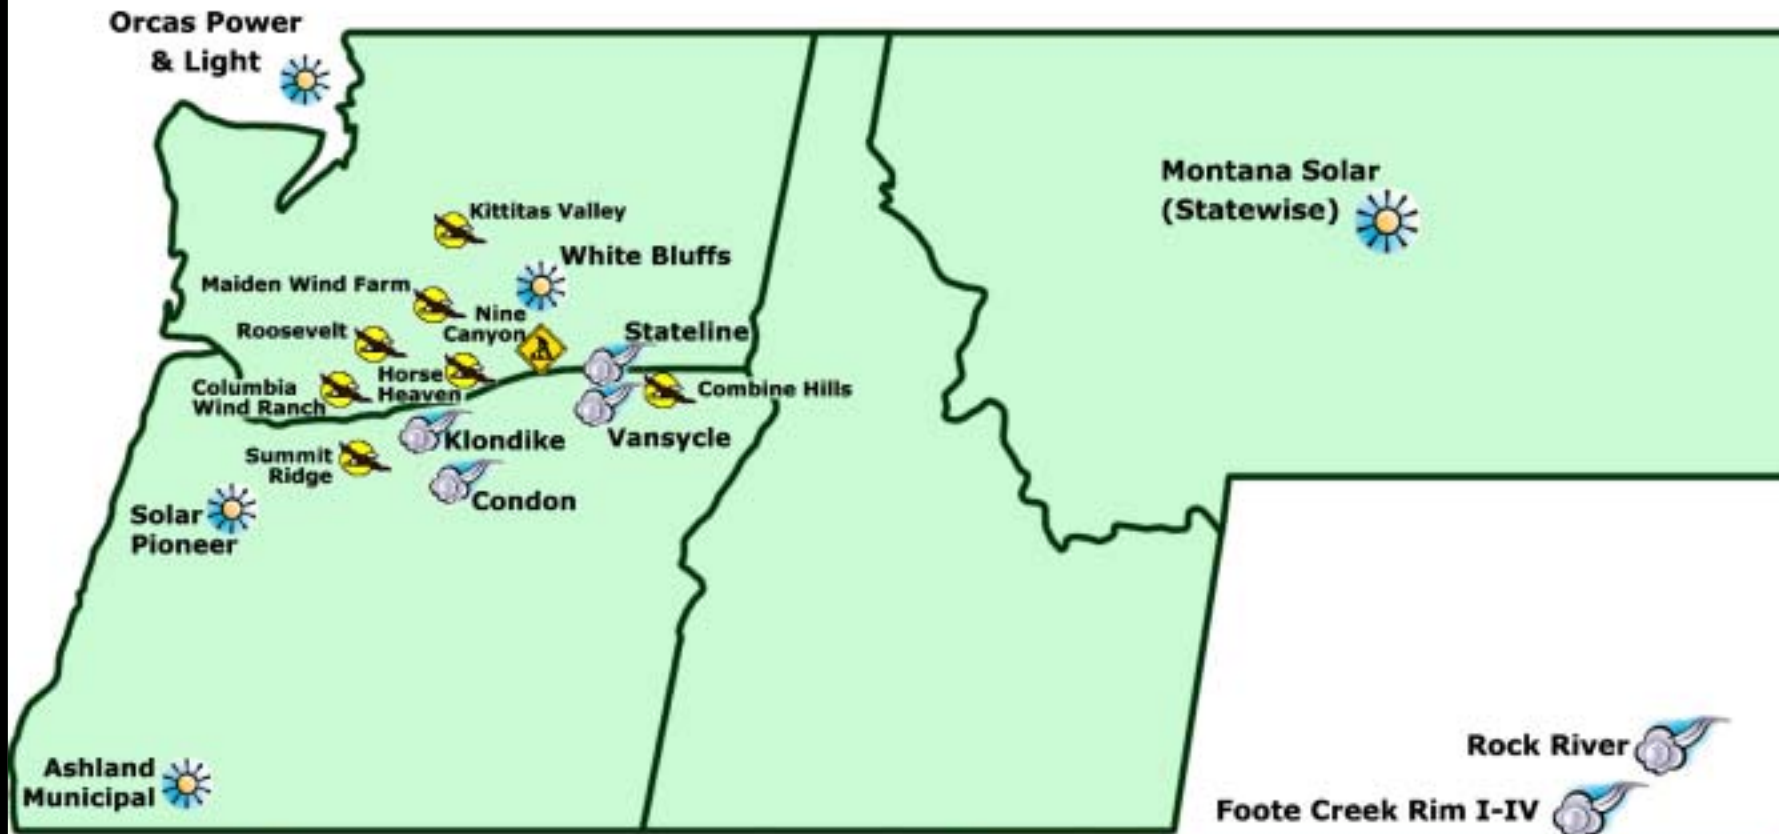 Orcas Power
& Light
Montana Solar
(Statewise)
Kittitas Valley
White Bluffs
Maiden Wind Farm
Nine
Canyon
Roosevelt
Stateline
Horse
Heaven
Columbia
Wind Ranch
Combine Hills
Klondike
Vansycle
Summit
Ridge
Condon
Solar
Pioneer
Ashland
Municipal
Rock River
Foote Creek Rim I-IV